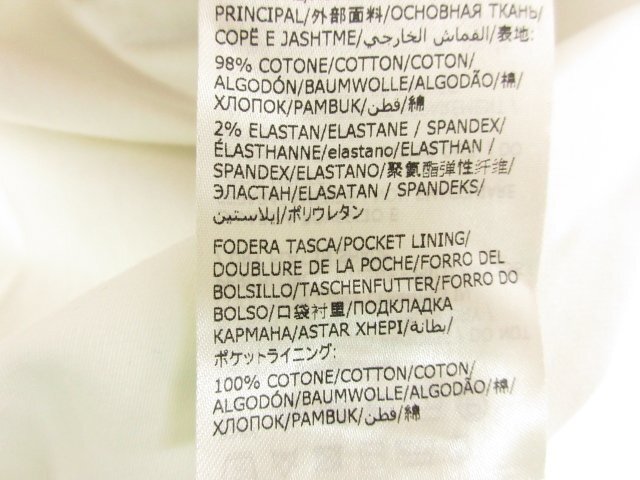 PRINCIPAL/外部面料/ОСНОВНАЯ ТКАНЬ/
COPË E JASHTME/القماش الخارجي/表地:
98% COTONE/COTTON/COTON/
ALGODÓN/BAUMWOLLE/ALGODÃO/棉/
ХЛОПОК/PAMBUK/قطن/綿
2% ELASTAN/ELASTANE / SPANDEX/
ÉLASTHANNE/elastano/ELASTHAN /
SPANDEX/ELASTANO/聚氨酯弹性纤维/
ЭЛАСТАН/ELASATAN / SPANDEKS/
إيلاستين/ポリウレタン
FODERA TASCA/POCKET LINING/
DOUBLURE DE LA POCHE/FORRO DEL
BOLSILLO/TASCHENFUTTER/FORRO DO
BOLSO/口袋衬里/ПОДКЛАДКА
КАРМАНА/ASTAR XHEPI/بطانة/
ポケットライニング:
100% COTONE/COTTON/COTON/
ALGODÓN/BAUMWOLLE/ALGODÃO/棉/
ХЛОПОК/PAMBUK/قطن/綿